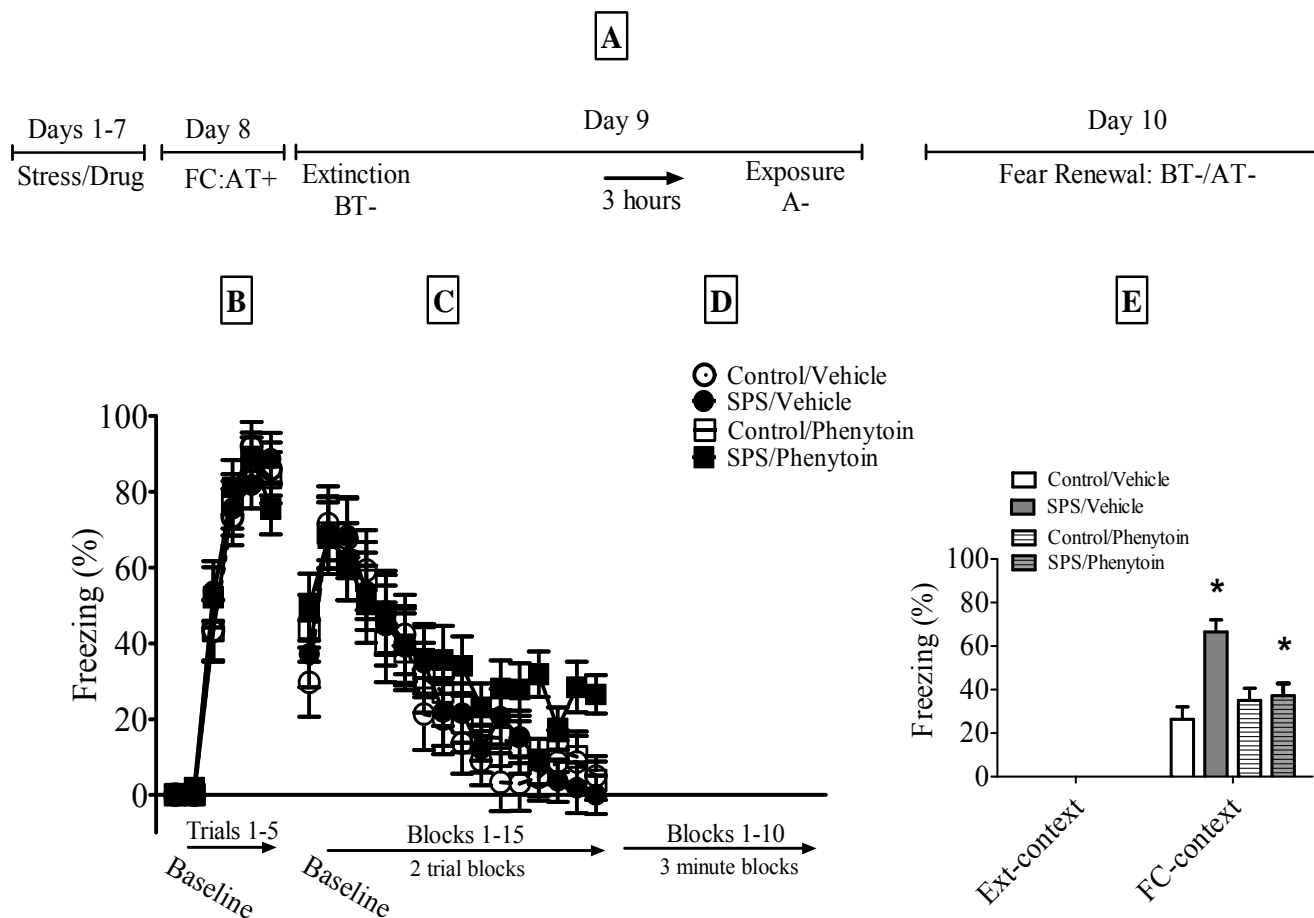 A
Days 1-7
Day 8
Day 9
Day 10
Stress/Drug
FC:AT+
Extinction
BT-
3 hours
Exposure
A-
Fear Renewal: BT-/AT-
B
C
D
E
Control/Vehicle
SPS/Vehicle
Control/Phenytoin
SPS/Phenytoin
Freezing (%)
100
80
60
40
20
0
Trials 1-5
Baseline
Blocks 1-15
2 trial blocks
Baseline
Blocks 1-10
3 minute blocks
Control/Vehicle
SPS/Vehicle
Control/Phenytoin
SPS/Phenytoin
Freezing (%)
100
80
60
40
20
0
*
*
Ext-context
FC-context